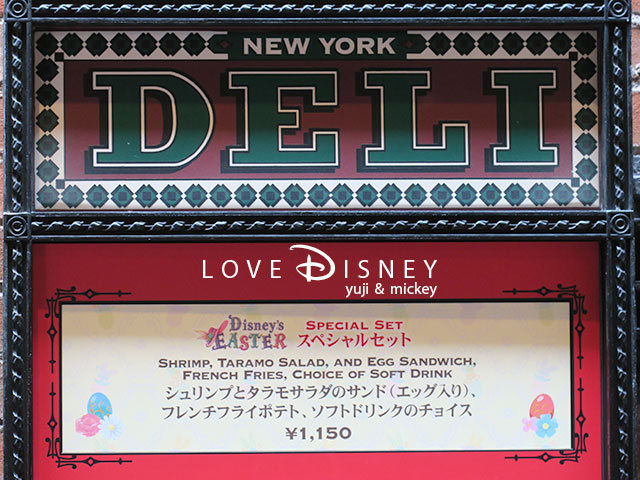 NEW YORK
DELI
LOVE DISNEY
yuji & mickey
Disney's EASTER SPECIAL SET
スペシャルセット
SHRIMP, TARAMO SALAD, AND EGG SANDWICH,
FRENCH FRIES, CHOICE OF SOFT DRINK
シュリンプとタラモサラダのサンド（エッグ入り）、
フレンチフライポテト、ソフトドリンクのチョイス
¥1,150